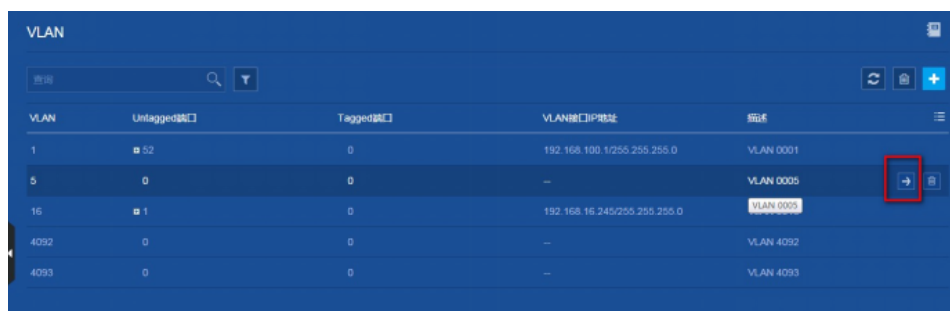 VLAN
查询
VLAN Untagged端口 Tagged端口 VLAN接口IP地址 描述
1 52 0 192.168.100.1/255.255.255.0 VLAN 0001
5 0 0 -- VLAN 0005
16 1 0 192.168.16.245/255.255.255.0
VLAN 0005
4092 0 0 -- VLAN 4092
4093 0 0 -- VLAN 4093